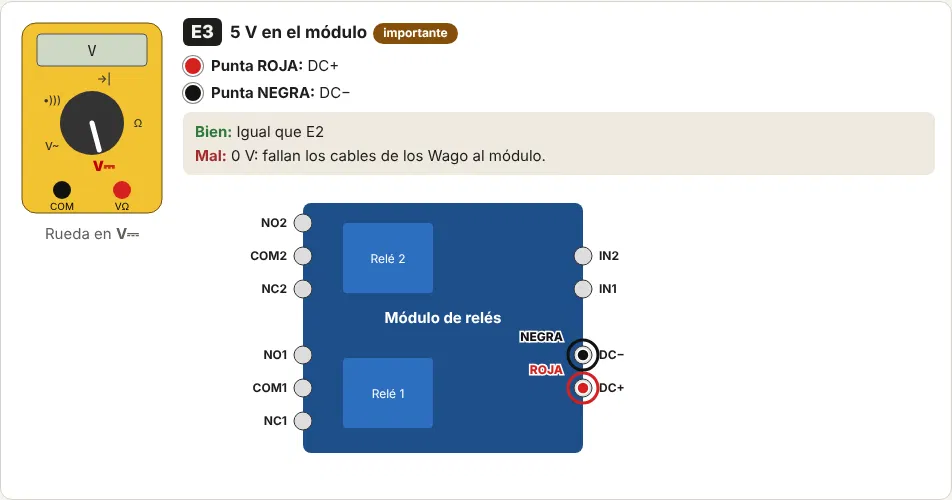 V
→|
•)))
Ω
V~
V⎓
COM
VΩ
Rueda en V⎓
E3 5 V en el módulo importante
Punta ROJA: DC+
Punta NEGRA: DC−
Bien: Igual que E2
Mal: 0 V: fallan los cables de los Wago al módulo.
NO2
COM2
NC2
Relé 2
IN2
IN1
Módulo de relés
NEGRA
ROJA
DC−
DC+
NO1
COM1
NC1
Relé 1